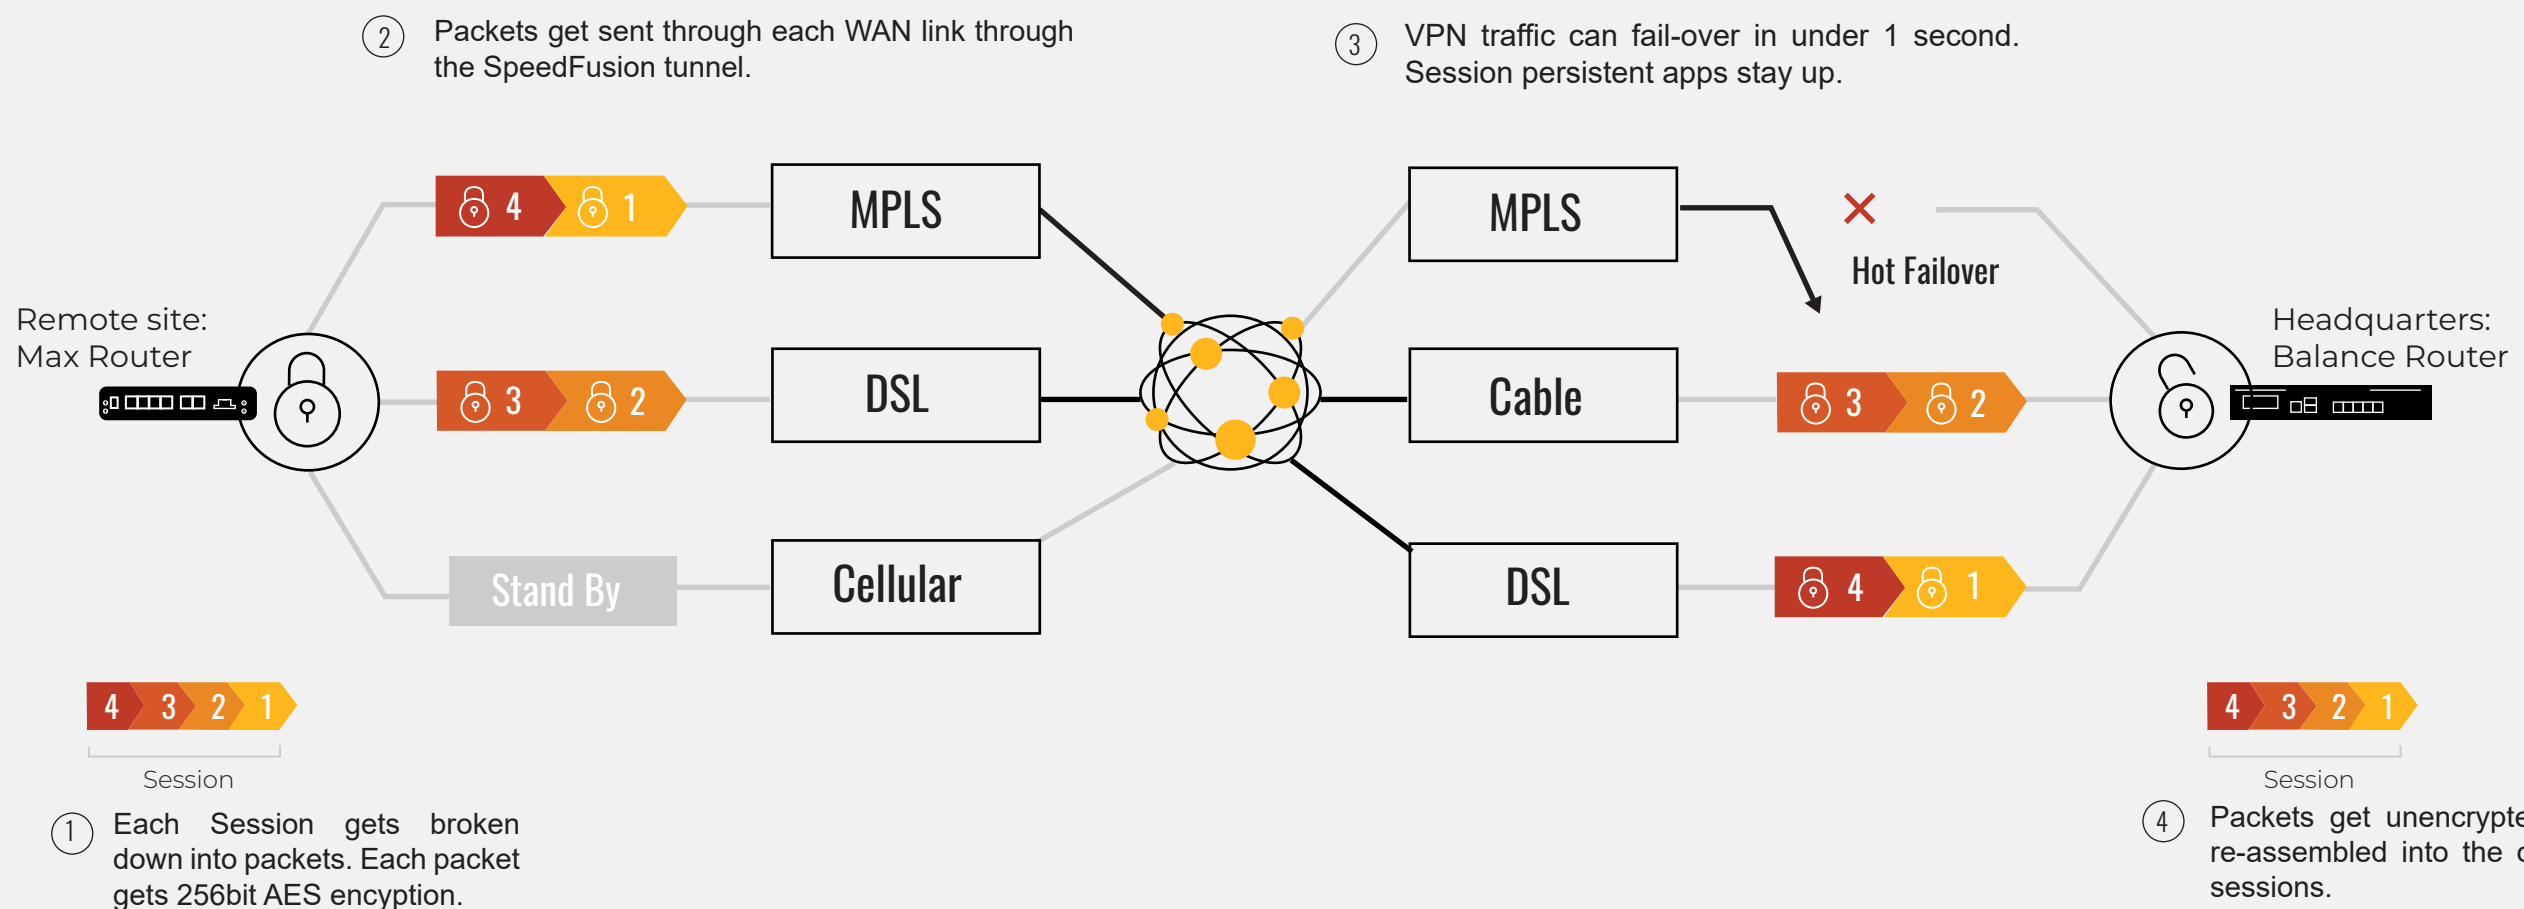 2
Packets get sent through each WAN link through
the SpeedFusion tunnel.
3
VPN traffic can fail-over in under 1 second.
Session persistent apps stay up.
4 1
MPLS
MPLS
Hot Failover
Remote site:
Max Router
Headquarters:
Balance Router
3 2
DSL
Cable
3 2
Stand By
Cellular
DSL
4 1
4 3 2 1
Session
4 3 2 1
Session
1
Each Session gets broken
down into packets. Each packet
gets 256bit AES encyption.
4
Packets get
re-assembled into the
sessions.